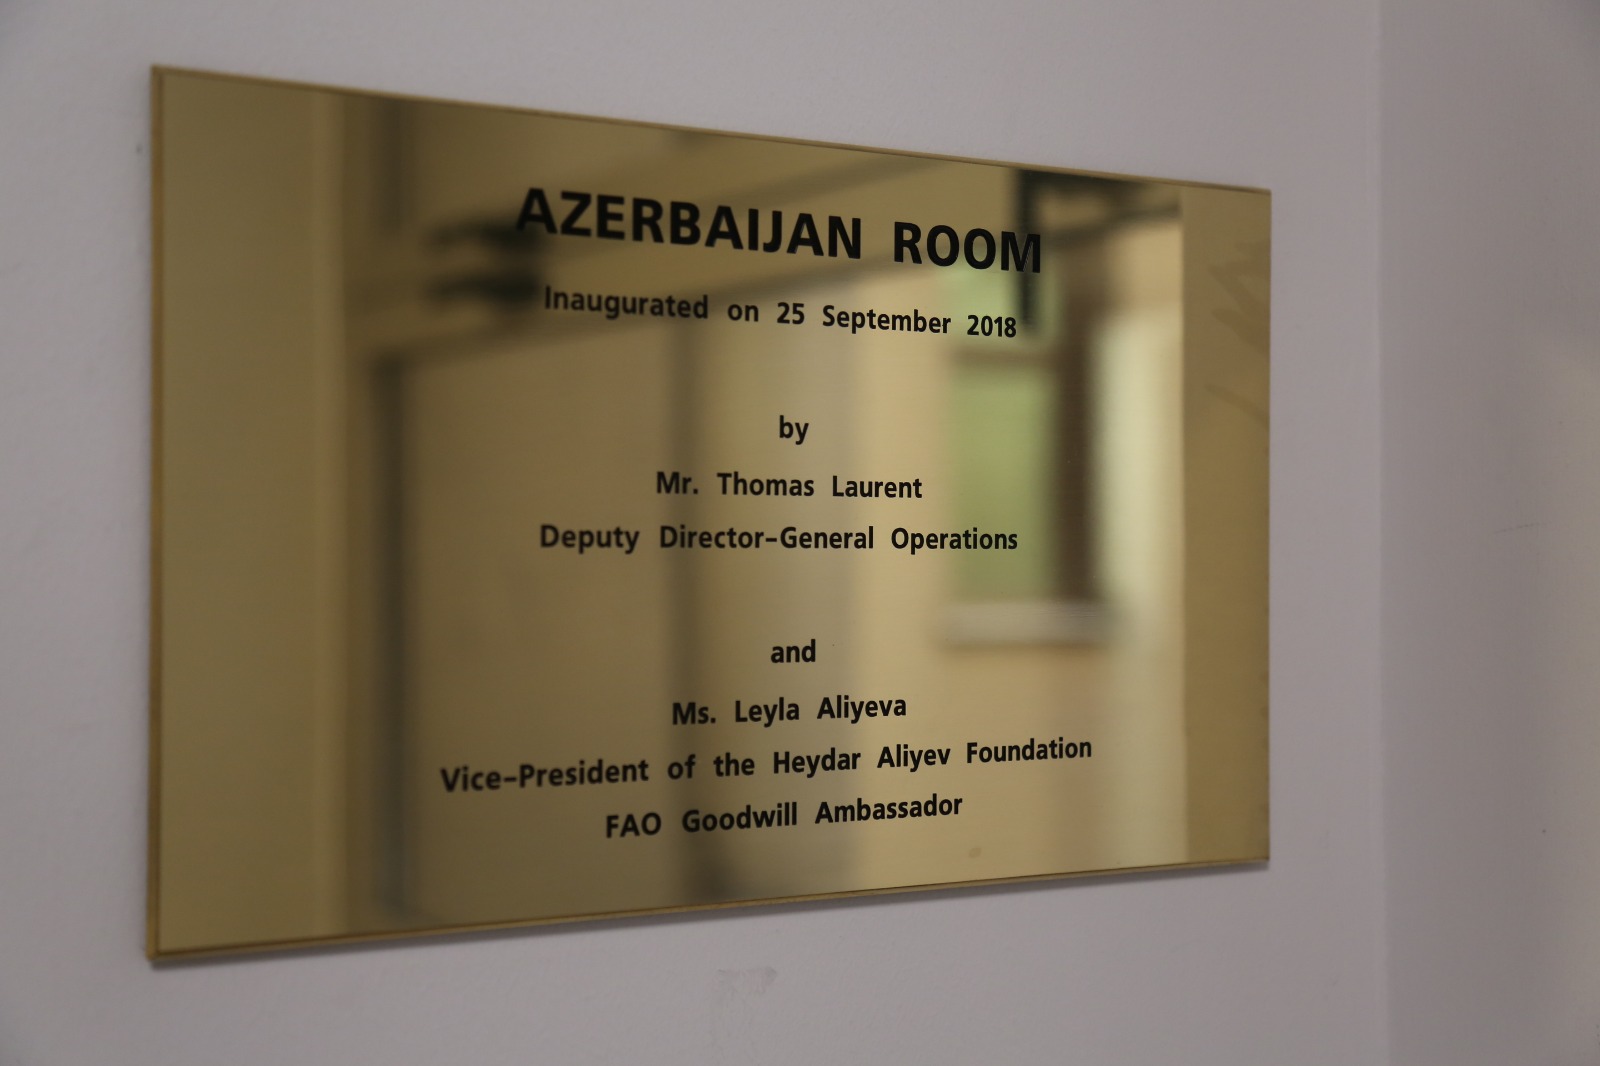 AZERBAIJAN ROOM
Inaugurated on 25 September 2018
by
Mr. Thomas Laurent
Deputy Director-General Operations
and
Ms. Leyla Aliyeva
Vice-President of the Heydar Aliyev Foundation
FAO Goodwill Ambassador